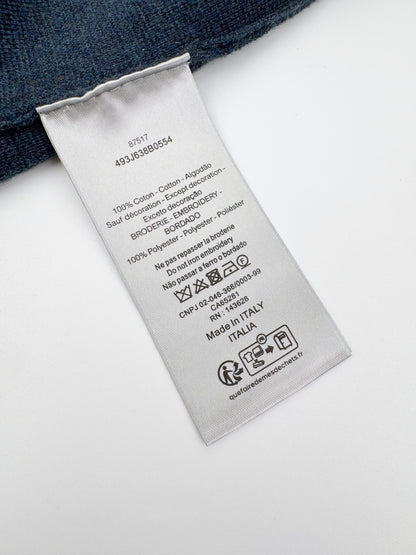 87517
493J638B0554
100% Coton - Cotton - Algodão
Sauf décoration - Except decoration -
Exceto decoração
BRODERIE - EMBROIDERY -
BORDADO
100% Polyester - Polyester - Poliéster
Ne pas repasser la broderie
Do not iron embroidery
Não passar a ferro o bordado
CNPJ 02-046-366/0003-99
CA65281
RN : 143628
Made in ITALY
ITALIA
quefairedemesdechets.fr